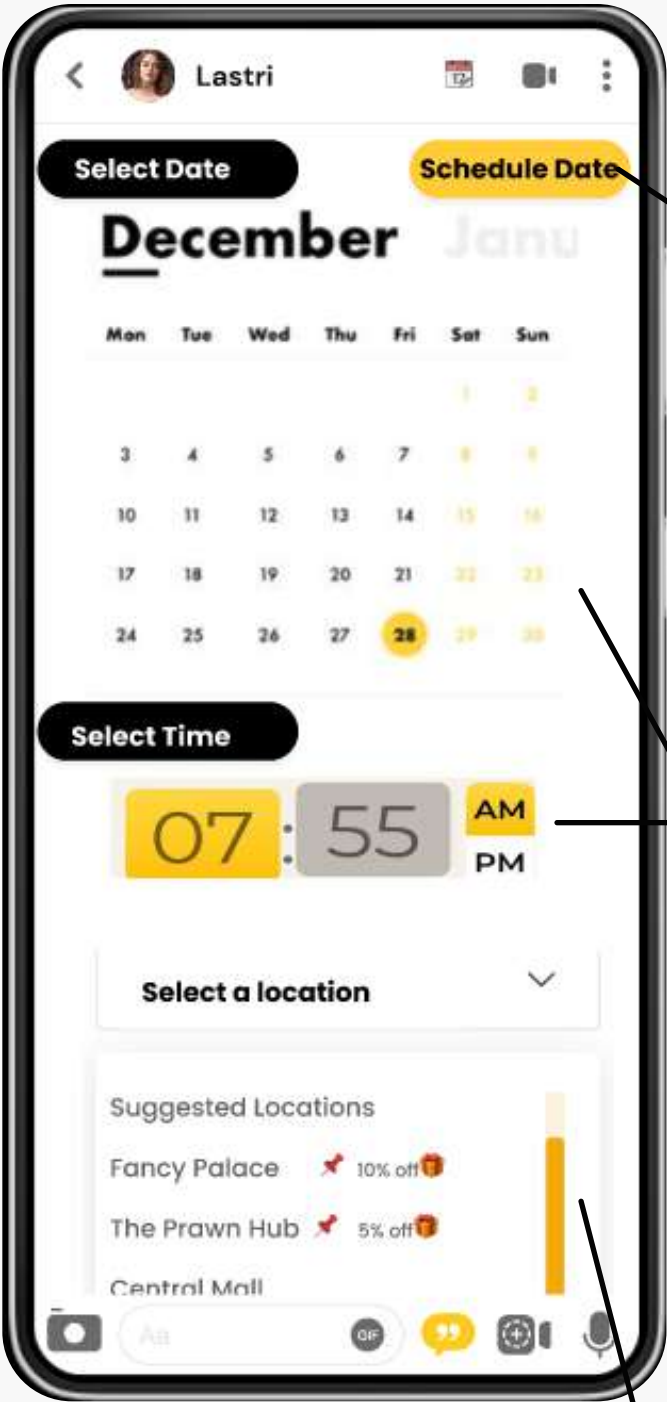 Lastri
Select Date
Schedule Date
December Janu
Mon Tue Wed Thu Fri Sat Sun
1 2
3 4 5 6 7 8 9
10 11 12 13 14 15 16
17 18 19 20 21 22 23
24 25 26 27 28 29 30
Select Time
07 : 55 AM
PM
Select a location
Suggested Locations
Fancy Palace 10% off
The Prawn Hub 5% off
Central Mall
Aa GIF